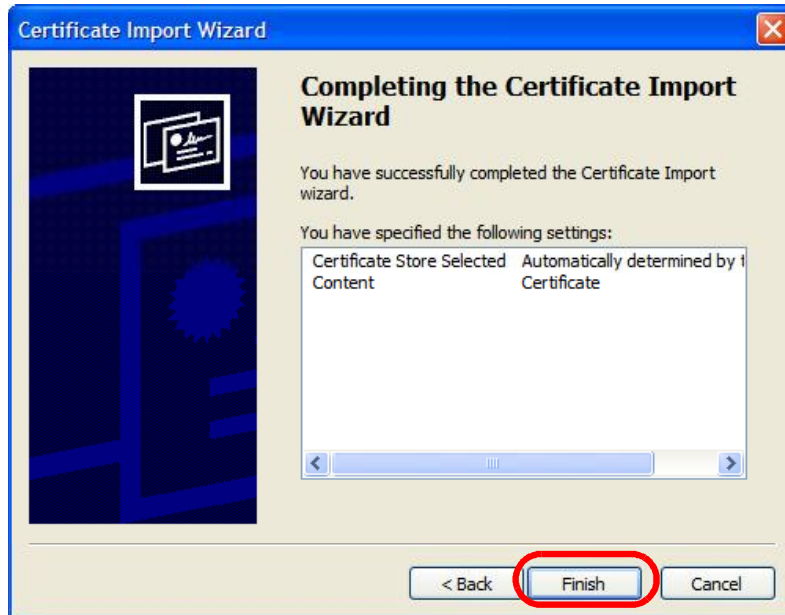 Certificate Import Wizard
Completing the Certificate Import
Wizard
You have successfully completed the Certificate Import
wizard.
You have specified the following settings:
Certificate Store Selected Automatically determined by t
Content Certificate
< Back Finish Cancel